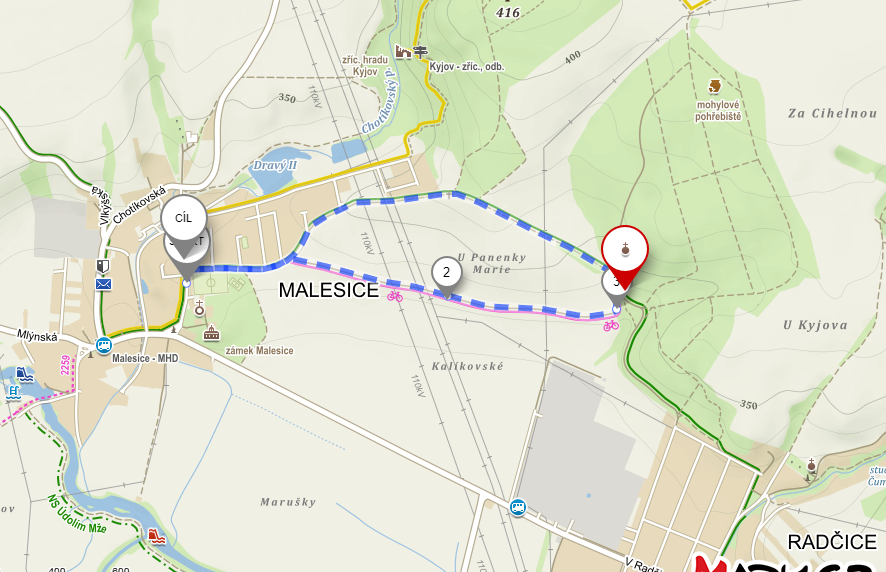 416
zříc. hradu
Kyjov
Kyjov - zříc., odb.
400
110kV
350
Chotíkovský p.
mohylové
pohřebiště
Za Cihelnou
Dravý II
Chotíkovská
Vlkýšská
CÍL
110kV
2
U Panenky
Marie
3
MALESICE
U Kyjova
Mlýnská
Malesice - MHD
zámek Malesice
2259
Kalíkovské
110kV
350
Marušky
NS Údolím Mže
RADČICE
400
600